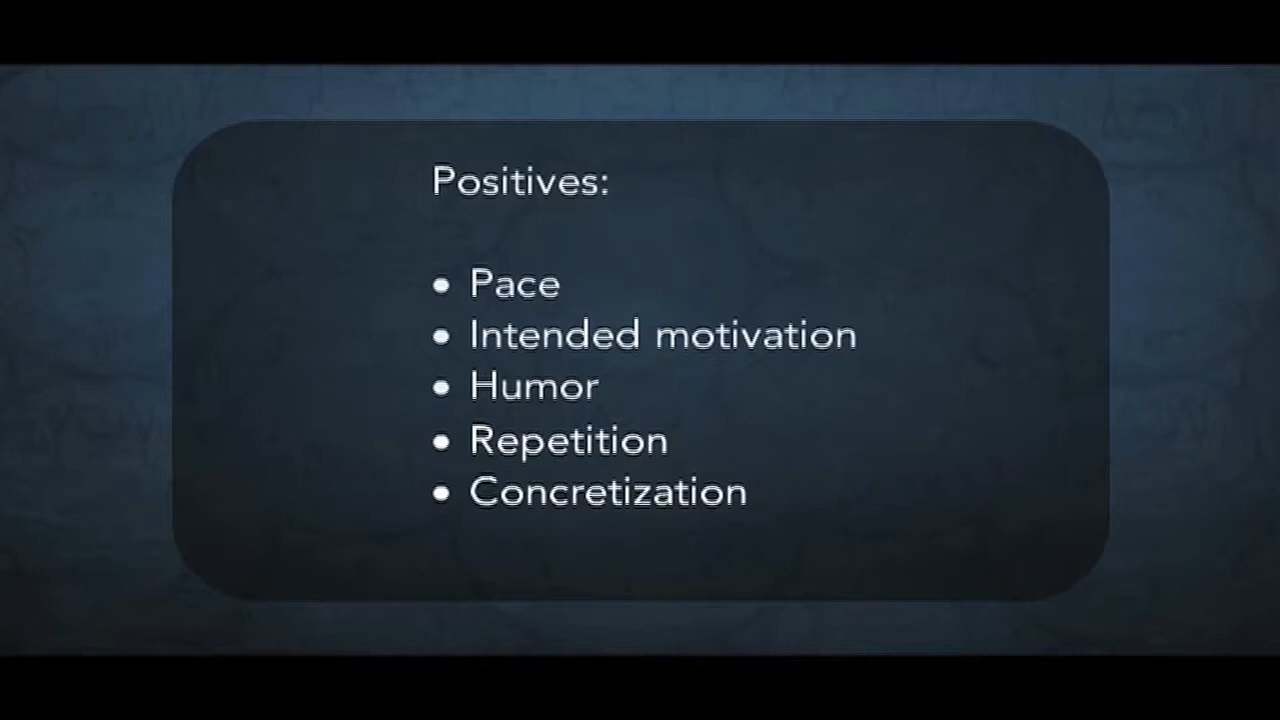 Positives:
• Pace
• Intended motivation
• Humor
• Repetition
• Concretization